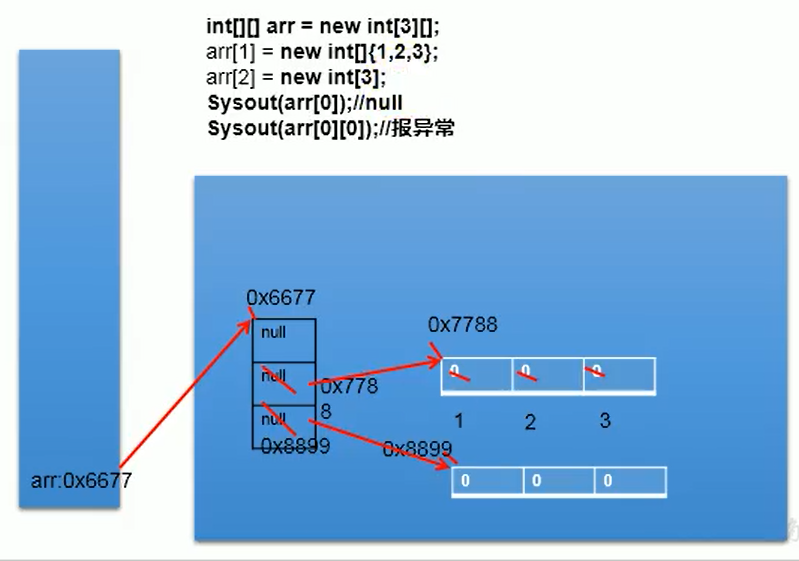 int[][] arr = new int[3][];
arr[1] = new int[]{1,2,3};
arr[2] = new int[3];
Sysout(arr[0]);//null
Sysout(arr[0][0]);//报异常
0x6677
null
null
0x778
8
null
0x8899
0x7788
0 0 0
1 2 3
0x8899
0 0 0
arr:0x6677